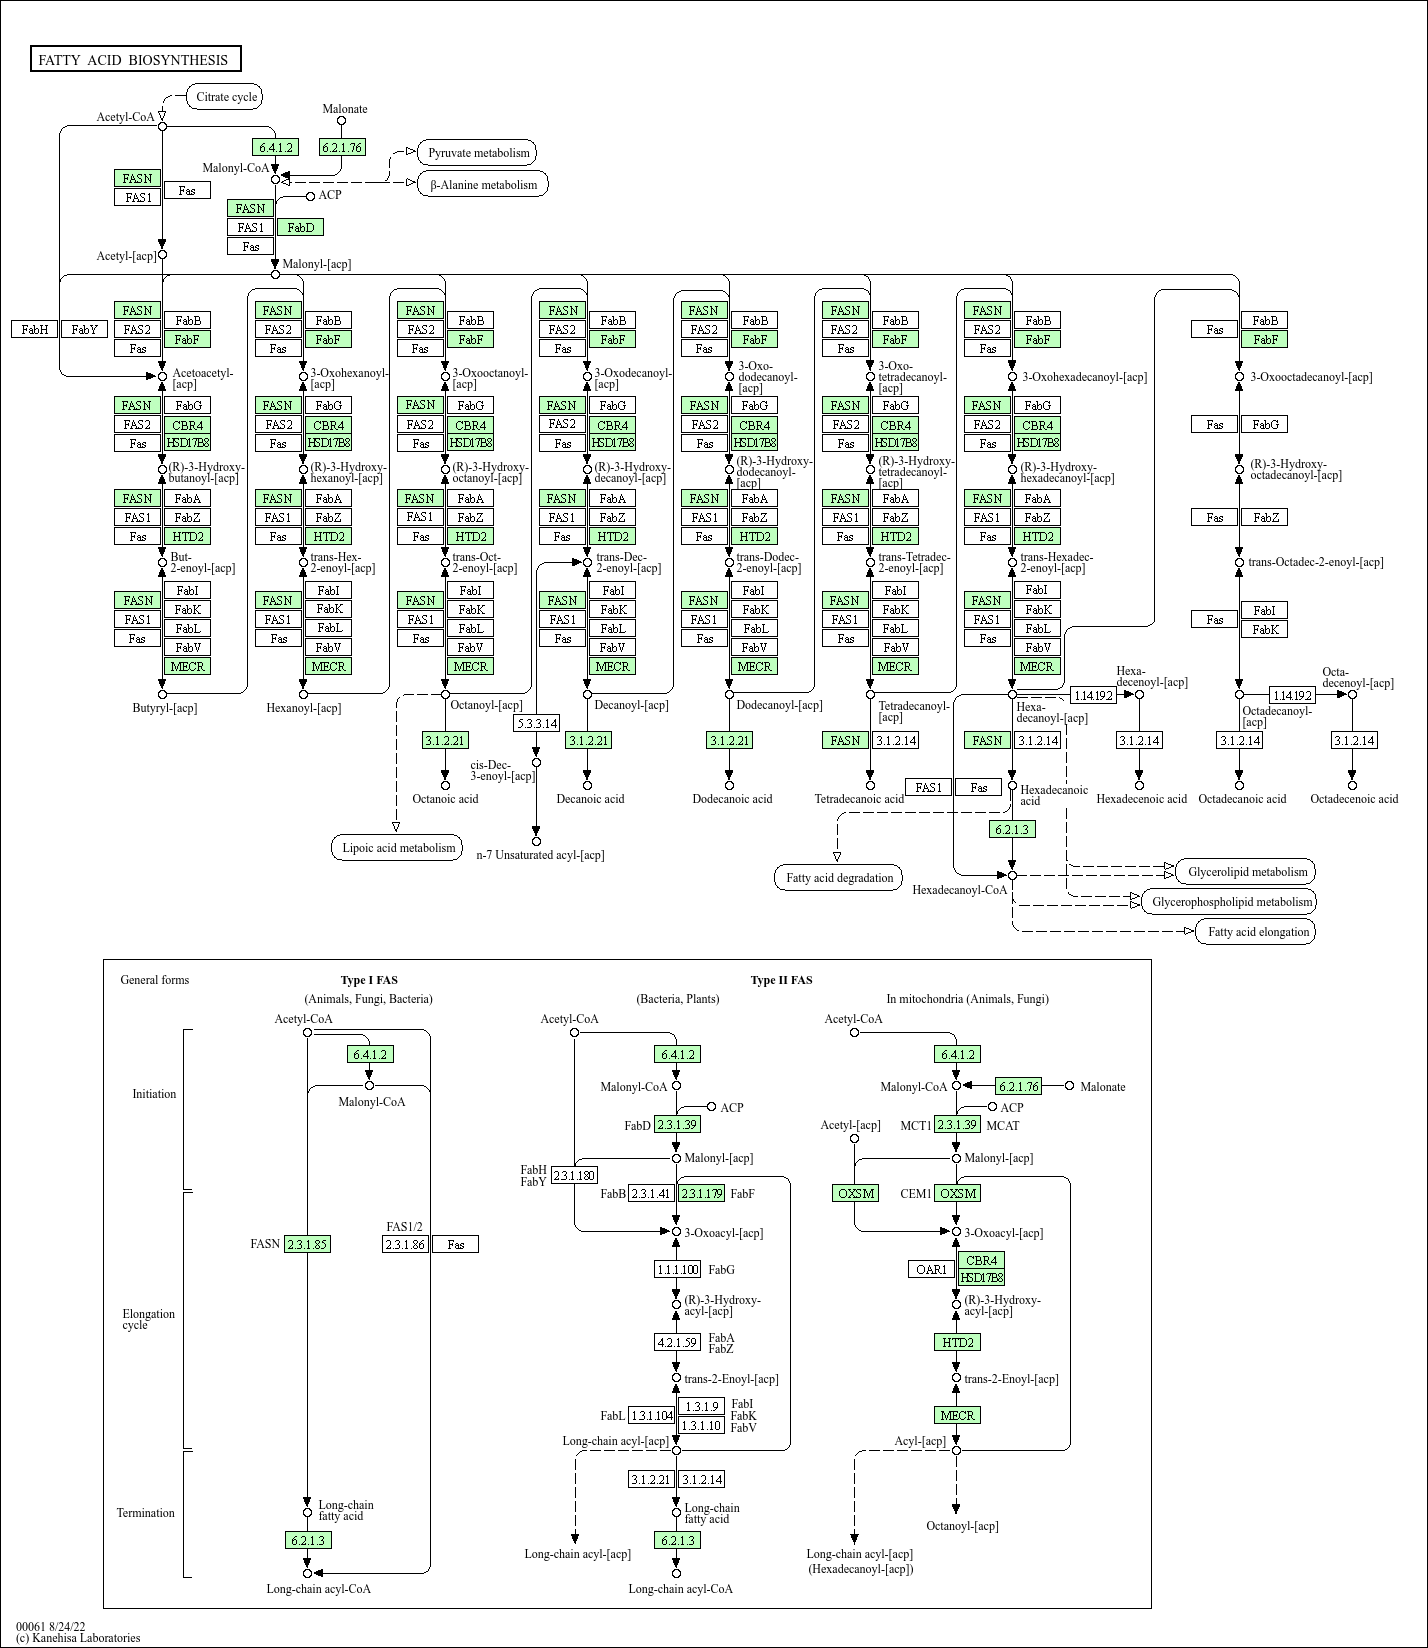 FATTY ACID BIOSYNTHESIS
Citrate cycle
Acetyl-CoA
Malonate
6.4.1.2
6.2.1.76
Pyruvate metabolism
Malonyl-CoA
β-Alanine metabolism
FASN
FAS1
Fas
ACP
FASN
FAS1
FabD
Fas
Acetyl-[acp]
Malonyl-[acp]
FabH FabY
FASN FabB FASN FabB FASN FabB FASN FabB FASN FabB FASN FabB FASN FabB FabB
FAS2 FabF FAS2 FabF FAS2 FabF FAS2 FabF FAS2 FabF FAS2 FabF FAS2 FabF Fas FabF
Fas Fas Fas Fas Fas Fas Fas
Acetoacetyl- 3-Oxohexanoyl- 3-Oxooctanoyl- 3-Oxodecanoyl- 3-Oxo- 3-Oxo- 3-Oxohexadecanoyl-[acp] 3-Oxooctadecanoyl-[acp]
[acp] [acp] [acp] [acp] dodecanoyl- tetradecanoyl-
[acp] [acp]
FASN FabG FASN FabG FASN FabG FASN FabG FASN FabG FASN FabG FASN FabG
FAS2 CBR4 FAS2 CBR4 FAS2 CBR4 FAS2 CBR4 FAS2 CBR4 FAS2 CBR4 FAS2 CBR4 Fas FabG
Fas HSD17B8 Fas HSD17B8 Fas HSD17B8 Fas HSD17B8 Fas HSD17B8 Fas HSD17B8 Fas HSD17B8
(R)-3-Hydroxy- (R)-3-Hydroxy- (R)-3-Hydroxy- (R)-3-Hydroxy- (R)-3-Hydroxy- (R)-3-Hydroxy- (R)-3-Hydroxy- (R)-3-Hydroxy-
butanoyl-[acp] hexanoyl-[acp] octanoyl-[acp] decanoyl-[acp] dodecanoyl- tetradecanoyl- hexadecanoyl-[acp] octadecanoyl-[acp]
[acp] [acp]
FASN FabA FASN FabA FASN FabA FASN FabA FASN FabA FASN FabA FASN FabA
FAS1 FabZ FAS1 FabZ FAS1 FabZ FAS1 FabZ FAS1 FabZ FAS1 FabZ FAS1 FabZ Fas FabZ
Fas HTD2 Fas HTD2 Fas HTD2 Fas HTD2 Fas HTD2 Fas HTD2 Fas HTD2
But- trans-Hex- trans-Oct- trans-Dec- trans-Dodec- trans-Tetradec- trans-Hexadec- trans-Octadec-2-enoyl-[acp]
2-enoyl-[acp] 2-enoyl-[acp] 2-enoyl-[acp] 2-enoyl-[acp] 2-enoyl-[acp] 2-enoyl-[acp] 2-enoyl-[acp]
FabI FabI FabI FabI FabI FabI FabI
FASN FabK FASN FabK FASN FabK FASN FabK FASN FabK FASN FabK FASN FabK FabI
FAS1 FabL FAS1 FabL FAS1 FabL FAS1 FabL FAS1 FabL FAS1 FabL FAS1 FabL Fas FabK
Fas FabV Fas FabV Fas FabV Fas FabV Fas FabV Fas FabV Fas FabV
MECR MECR MECR MECR MECR MECR MECR
Butyryl-[acp] Hexanoyl-[acp] Octanoyl-[acp] Decanoyl-[acp] Dodecanoyl-[acp]
Tetradecanoyl-
[acp]
Hexa-
decanoyl-[acp]
1.14.19.2
Hexa-
decenoyl-[acp]
Octadecanoyl-
[acp]
1.14.19.2
Octa-
decenoyl-[acp]
5.3.3.14
3.1.2.21 3.1.2.21 3.1.2.21 FASN 3.1.2.14 FASN 3.1.2.14 3.1.2.14 3.1.2.14 3.1.2.14
cis-Dec-
3-enoyl-[acp]
FAS1 Fas
Hexadecanoic
acid
Octanoic acid Decanoic acid Dodecanoic acid Tetradecanoic acid Hexadecenoic acid Octadecanoic acid Octadecenoic acid
6.2.1.3
Lipoic acid metabolism
n-7 Unsaturated acyl-[acp]
Fatty acid degradation
Hexadecanoyl-CoA
Glycerolipid metabolism
Glycerophospholipid metabolism
Fatty acid elongation
General forms
Type I FAS
Type II FAS
(Animals, Fungi, Bacteria)
(Bacteria, Plants)
In mitochondria (Animals, Fungi)
Initiation
Elongation
cycle
Termination
Acetyl-CoA
6.4.1.2
Malonyl-CoA
FASN 2.3.1.85
FAS1/2
2.3.1.86 Fas
Long-chain
fatty acid
6.2.1.3
Long-chain acyl-CoA
Acetyl-CoA
6.4.1.2
Malonyl-CoA
ACP
FabD 2.3.1.39
Malonyl-[acp]
FabH
FabY
2.3.1.180
FabB 2.3.1.41 2.3.1.179 FabF
3-Oxoacyl-[acp]
1.1.1.100 FabG
(R)-3-Hydroxy-
acyl-[acp]
4.2.1.59
FabA
FabZ
trans-2-Enoyl-[acp]
FabL 1.3.1.104
1.3.1.9
1.3.1.10
FabI
FabK
FabV
Long-chain acyl-[acp]
3.1.2.21 3.1.2.14
Long-chain
fatty acid
6.2.1.3
Long-chain acyl-[acp]
Long-chain acyl-CoA
Acetyl-CoA
6.4.1.2
Malonyl-CoA
6.2.1.76
Malonate
ACP
Acetyl-[acp]
MCT1 2.3.1.39 MCAT
Malonyl-[acp]
OXSM
CEM1 OXSM
3-Oxoacyl-[acp]
OAR1
CBR4
HSD17B8
(R)-3-Hydroxy-
acyl-[acp]
HTD2
trans-2-Enoyl-[acp]
MECR
Acyl-[acp]
Octanoyl-[acp]
Long-chain acyl-[acp]
(Hexadecanoyl-[acp])
00061 8/24/22
(c) Kanehisa Laboratories